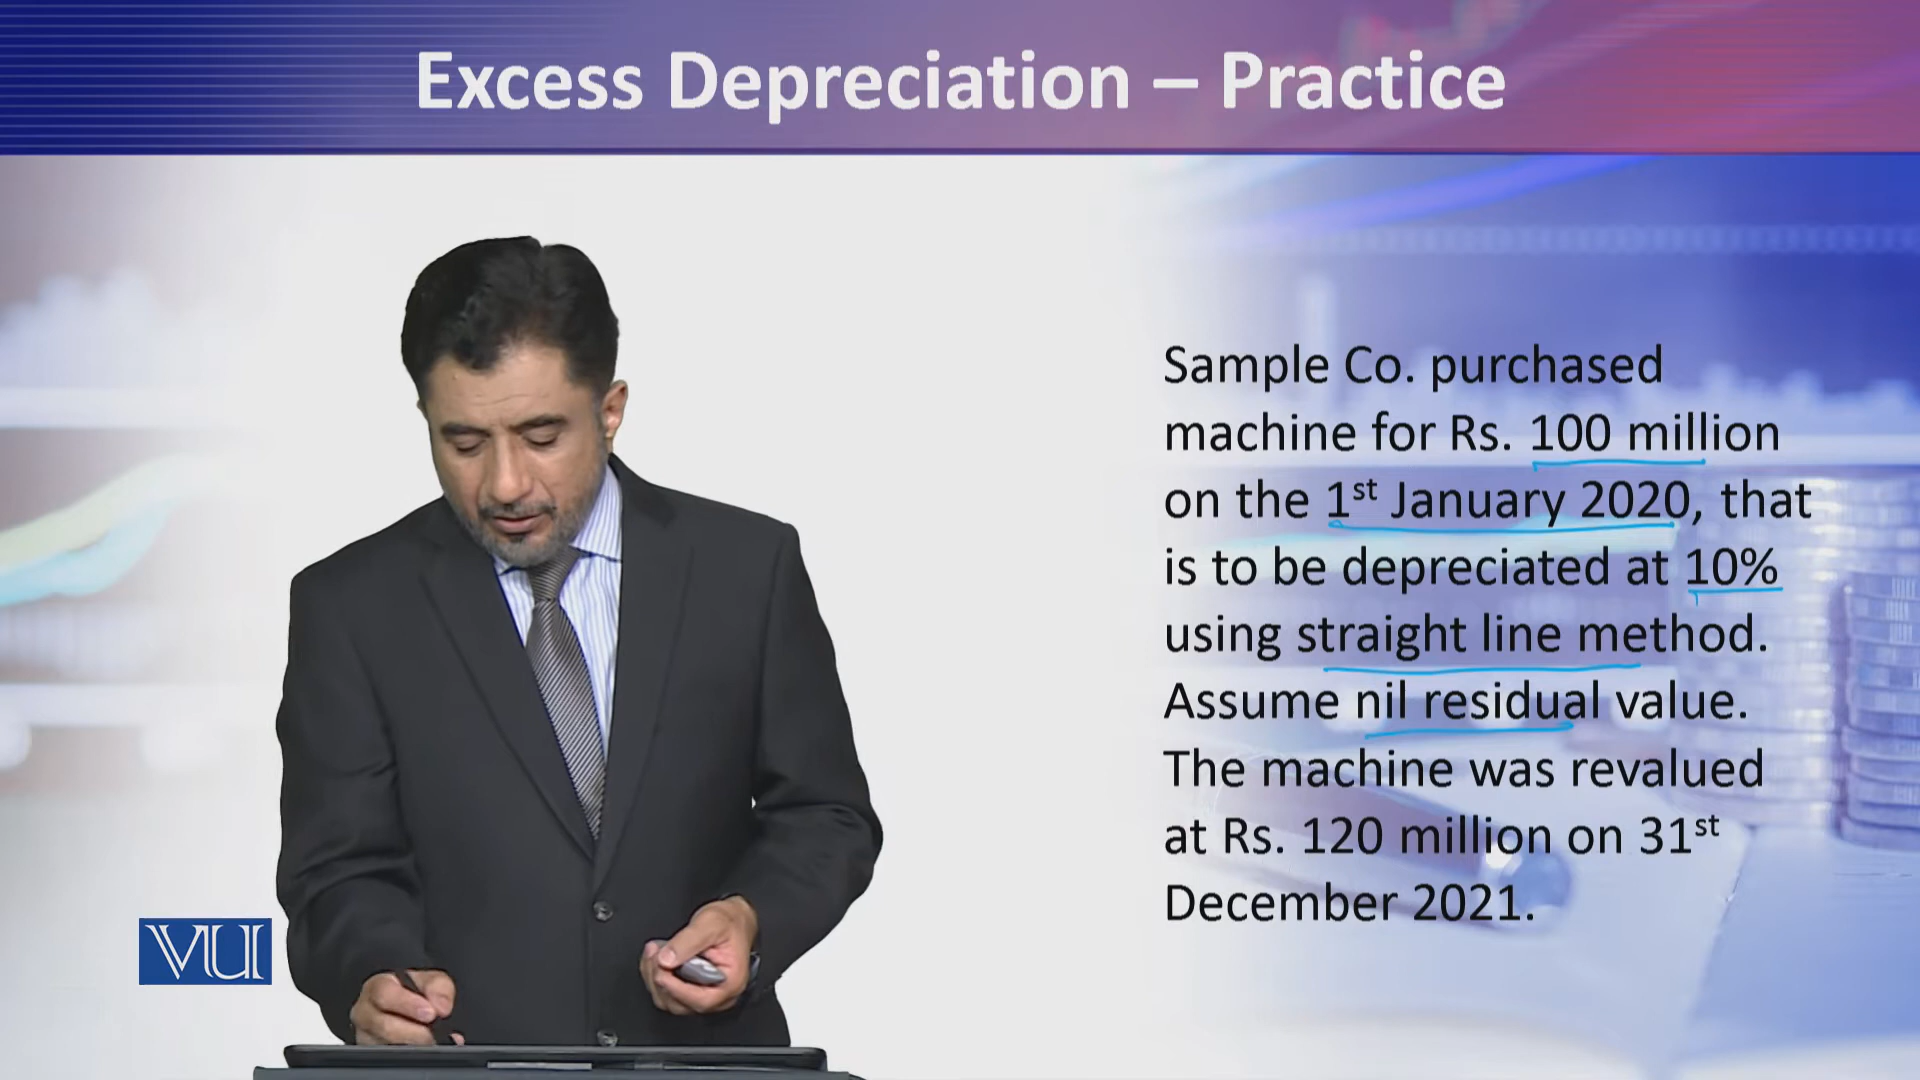 Excess Depreciation – Practice
Sample Co. purchased
machine for Rs. 100 million
on the 1st January 2020, that
is to be depreciated at 10%
using straight line method.
Assume nil residual value.
The machine was revalued
at Rs. 120 million on 31st
December 2021.
VU